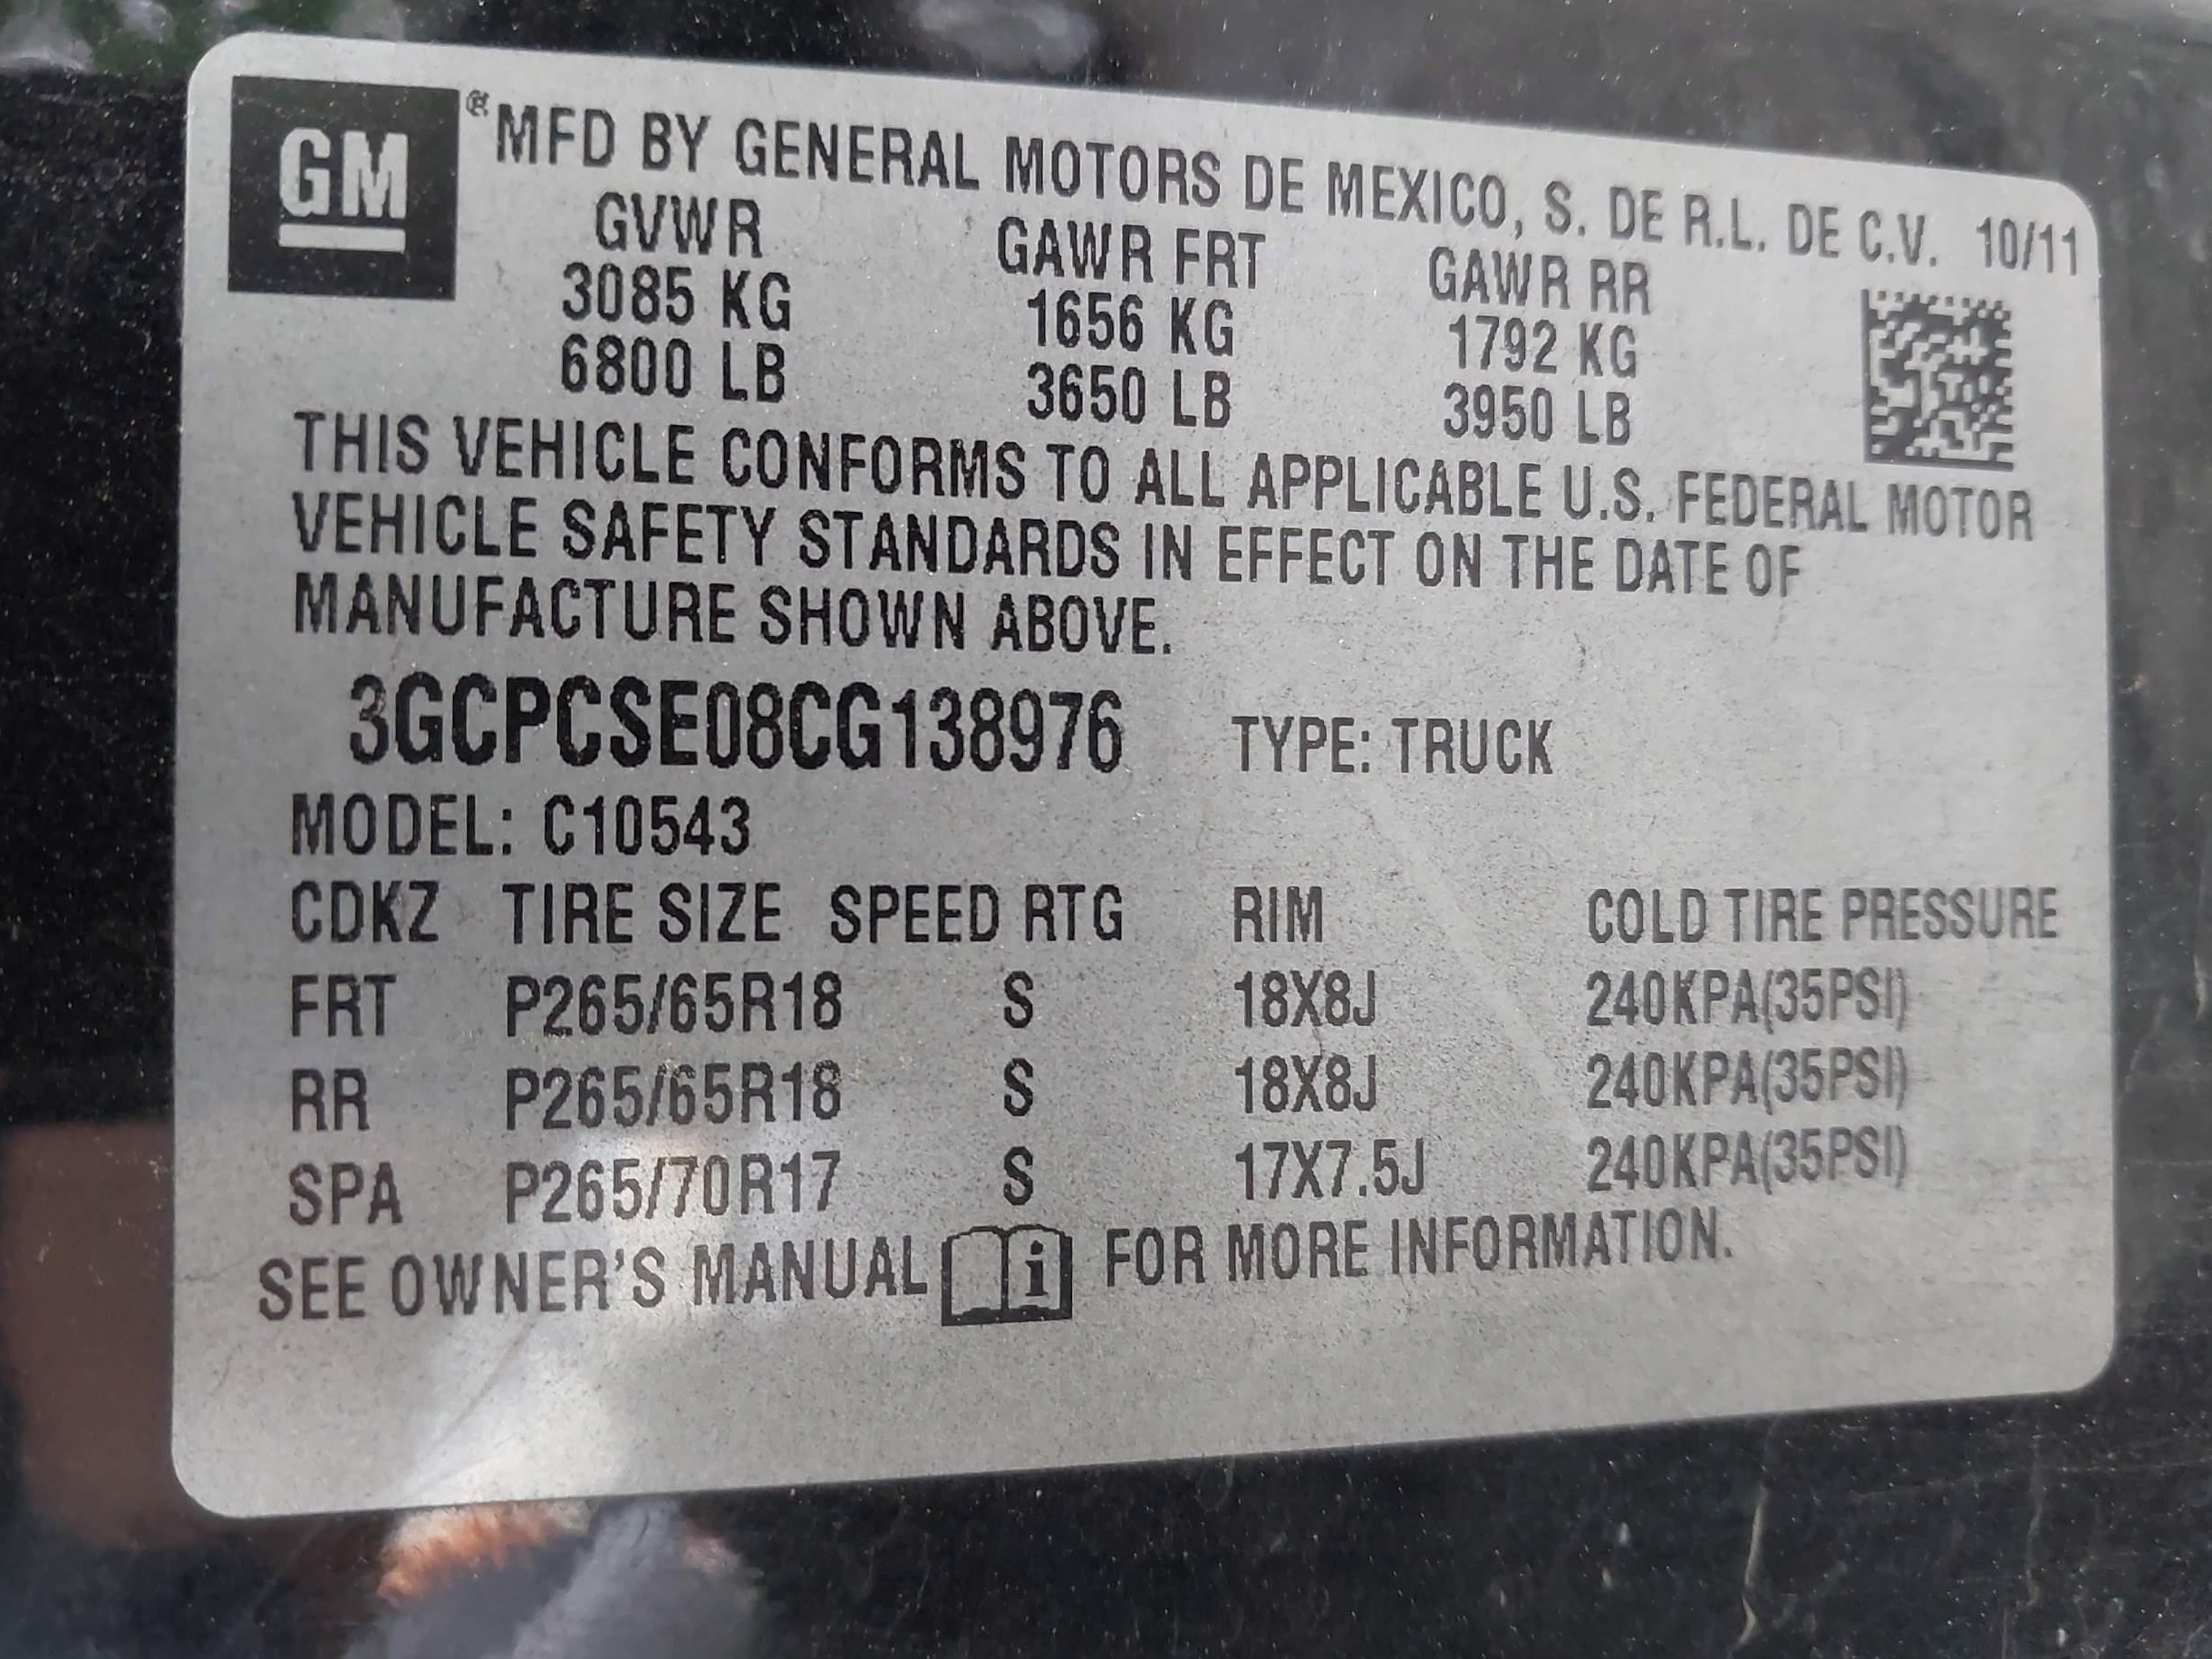 GM ® MFD BY GENERAL MOTORS DE MEXICO, S. DE R.L. DE C.V. 10/11
GVWR GAWR FRT GAWR RR
3085 KG 1656 KG 1792 KG
6800 LB 3650 LB 3950 LB
THIS VEHICLE CONFORMS TO ALL APPLICABLE U.S. FEDERAL MOTOR
VEHICLE SAFETY STANDARDS IN EFFECT ON THE DATE OF
MANUFACTURE SHOWN ABOVE.
3GCPCSE08CG138976 TYPE: TRUCK
MODEL: C10543
CDKZ TIRE SIZE SPEED RTG RIM COLD TIRE PRESSURE
FRT P265/65R18 S 18X8J 240KPA(35PSI)
RR P265/65R18 S 18X8J 240KPA(35PSI)
SPA P265/70R17 S 17X7.5J 240KPA(35PSI)
SEE OWNER'S MANUAL i FOR MORE INFORMATION.